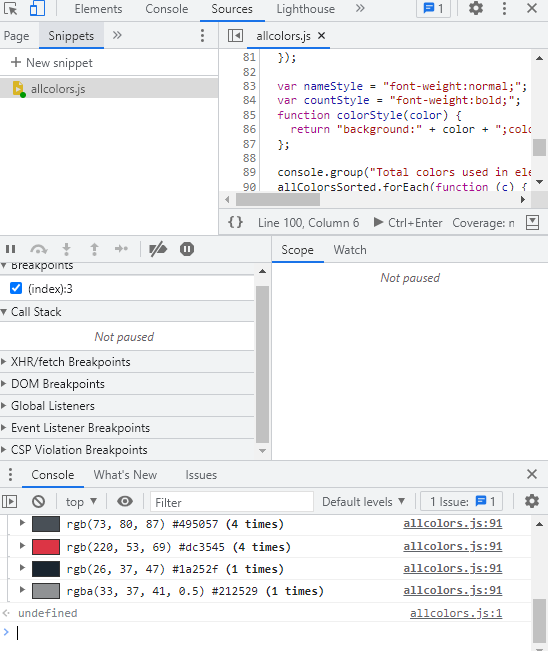 Elements Console Sources Lighthouse » 1
Page Snippets » allcolors.js
+ New snippet
allcolors.js
81 });
82
83 var nameStyle = "font-weight:normal;";
84 var countStyle = "font-weight:bold;";
85 function colorStyle(color) {
86 return "background:" + color + ";colo
87 };
88
89 console.group("Total colors used in ele
90 allColorsSorted.forEach(function (c) {
{} Line 100, Column 6 Ctrl+Enter Coverage: n
Scope Watch
Not paused
Breakpoints
(index):3
Call Stack
Not paused
XHR/fetch Breakpoints
DOM Breakpoints
Global Listeners
Event Listener Breakpoints
CSP Violation Breakpoints
Console What's New Issues
top Filter Default levels 1 Issue: 1
rgb(73, 80, 87) #495057 (4 times) allcolors.js:91
rgb(220, 53, 69) #dc3545 (4 times) allcolors.js:91
rgb(26, 37, 47) #1a252f (1 times) allcolors.js:91
rgba(33, 37, 41, 0.5) #212529 (1 times) allcolors.js:91
undefined allcolors.js:1